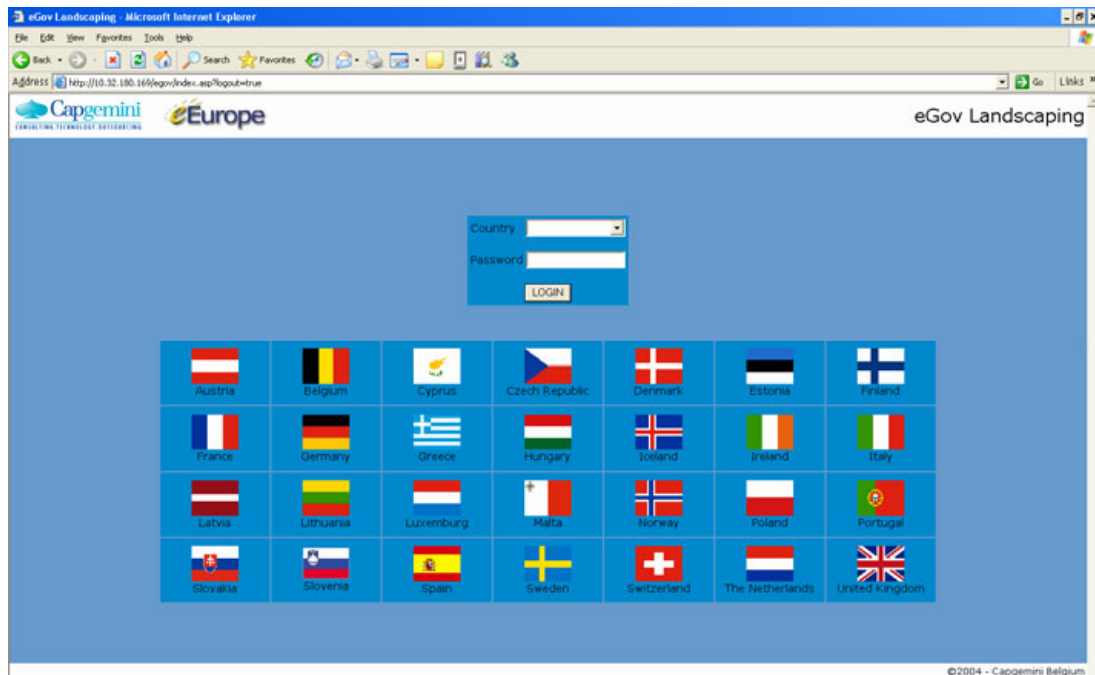 eGov Landscaping - Microsoft Internet Explorer
File Edit View Favorites Tools Help
Back Search Favorites
Address http://10.32.180.169/egov/index.asp?logout=true Go Links
Capgemini
CONSULTING.TECHNOLOGY.OUTSOURCING
eEurope
eGov Landscaping
Country
Password
LOGIN
Austria Belgium Cyprus Czech Republic Denmark Estonia Finland
France Germany Greece Hungary Iceland Ireland Italy
Latvia Lithuania Luxemburg Malta Norway Poland Portugal
Slovakia Slovenia Spain Sweden Switzerland The Netherlands United Kingdom
©2004 - Capgemini Belgium